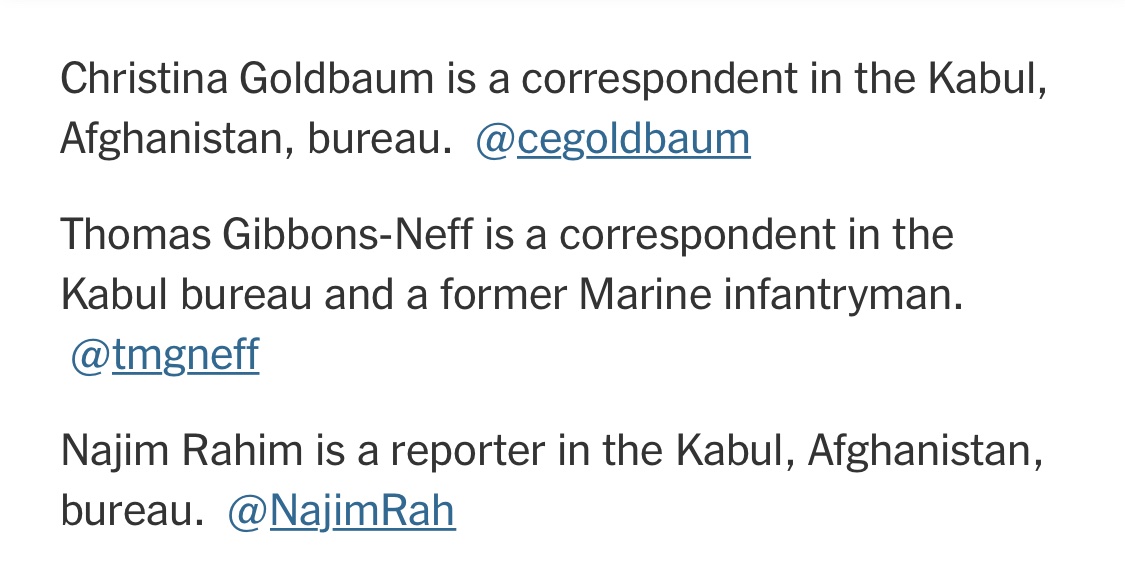 Christina Goldbaum is a correspondent in the Kabul,
Afghanistan, bureau. @cegoldbaum
Thomas Gibbons-Neff is a correspondent in the
Kabul bureau and a former Marine infantryman.
@tmgneff
Najim Rahim is a reporter in the Kabul, Afghanistan,
bureau. @NajimRah